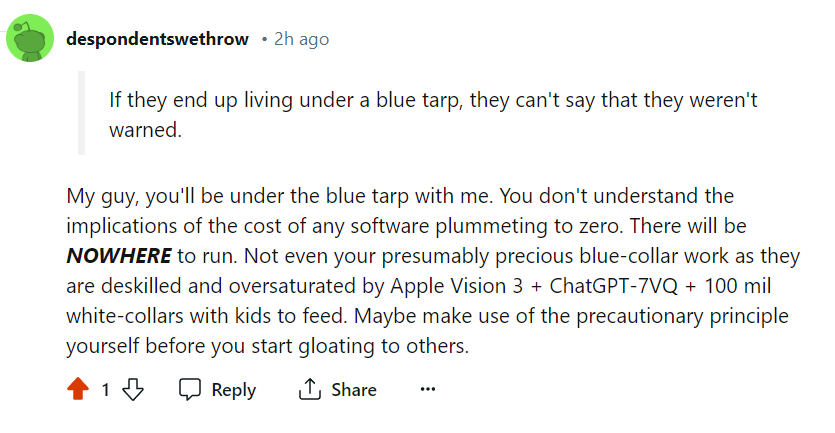 despondentswethrow • 2h ago
If they end up living under a blue tarp, they can't say that they weren't
warned.
My guy, you'll be under the blue tarp with me. You don't understand the
implications of the cost of any software plummeting to zero. There will be
NOWHERE to run. Not even your presumably precious blue-collar work as they
are deskilled and oversaturated by Apple Vision 3 + ChatGPT-7VQ + 100 mil
white-collars with kids to feed. Maybe make use of the precautionary principle
yourself before you start gloating to others.
1 Reply Share ...